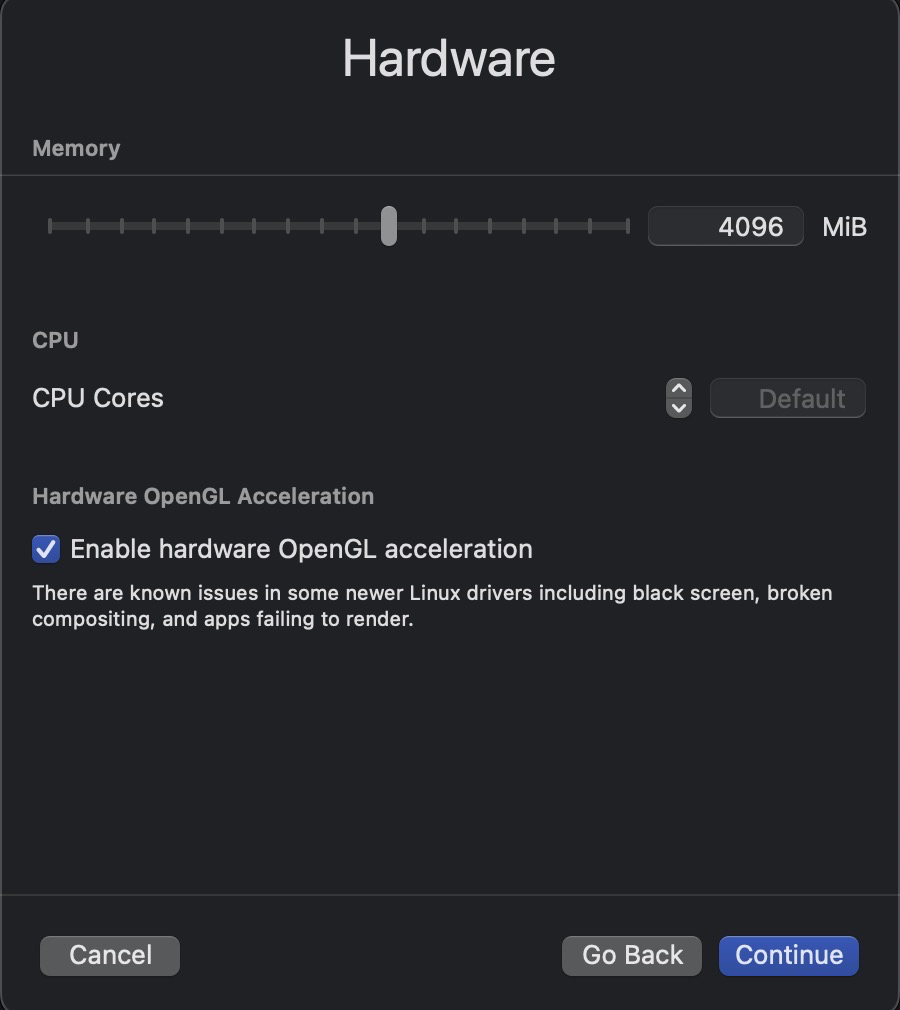 Hardware
Memory
4096 MiB
CPU
CPU Cores Default
Hardware OpenGL Acceleration
Enable hardware OpenGL acceleration
There are known issues in some newer Linux drivers including black screen, broken
compositing, and apps failing to render.
Cancel Go Back Continue